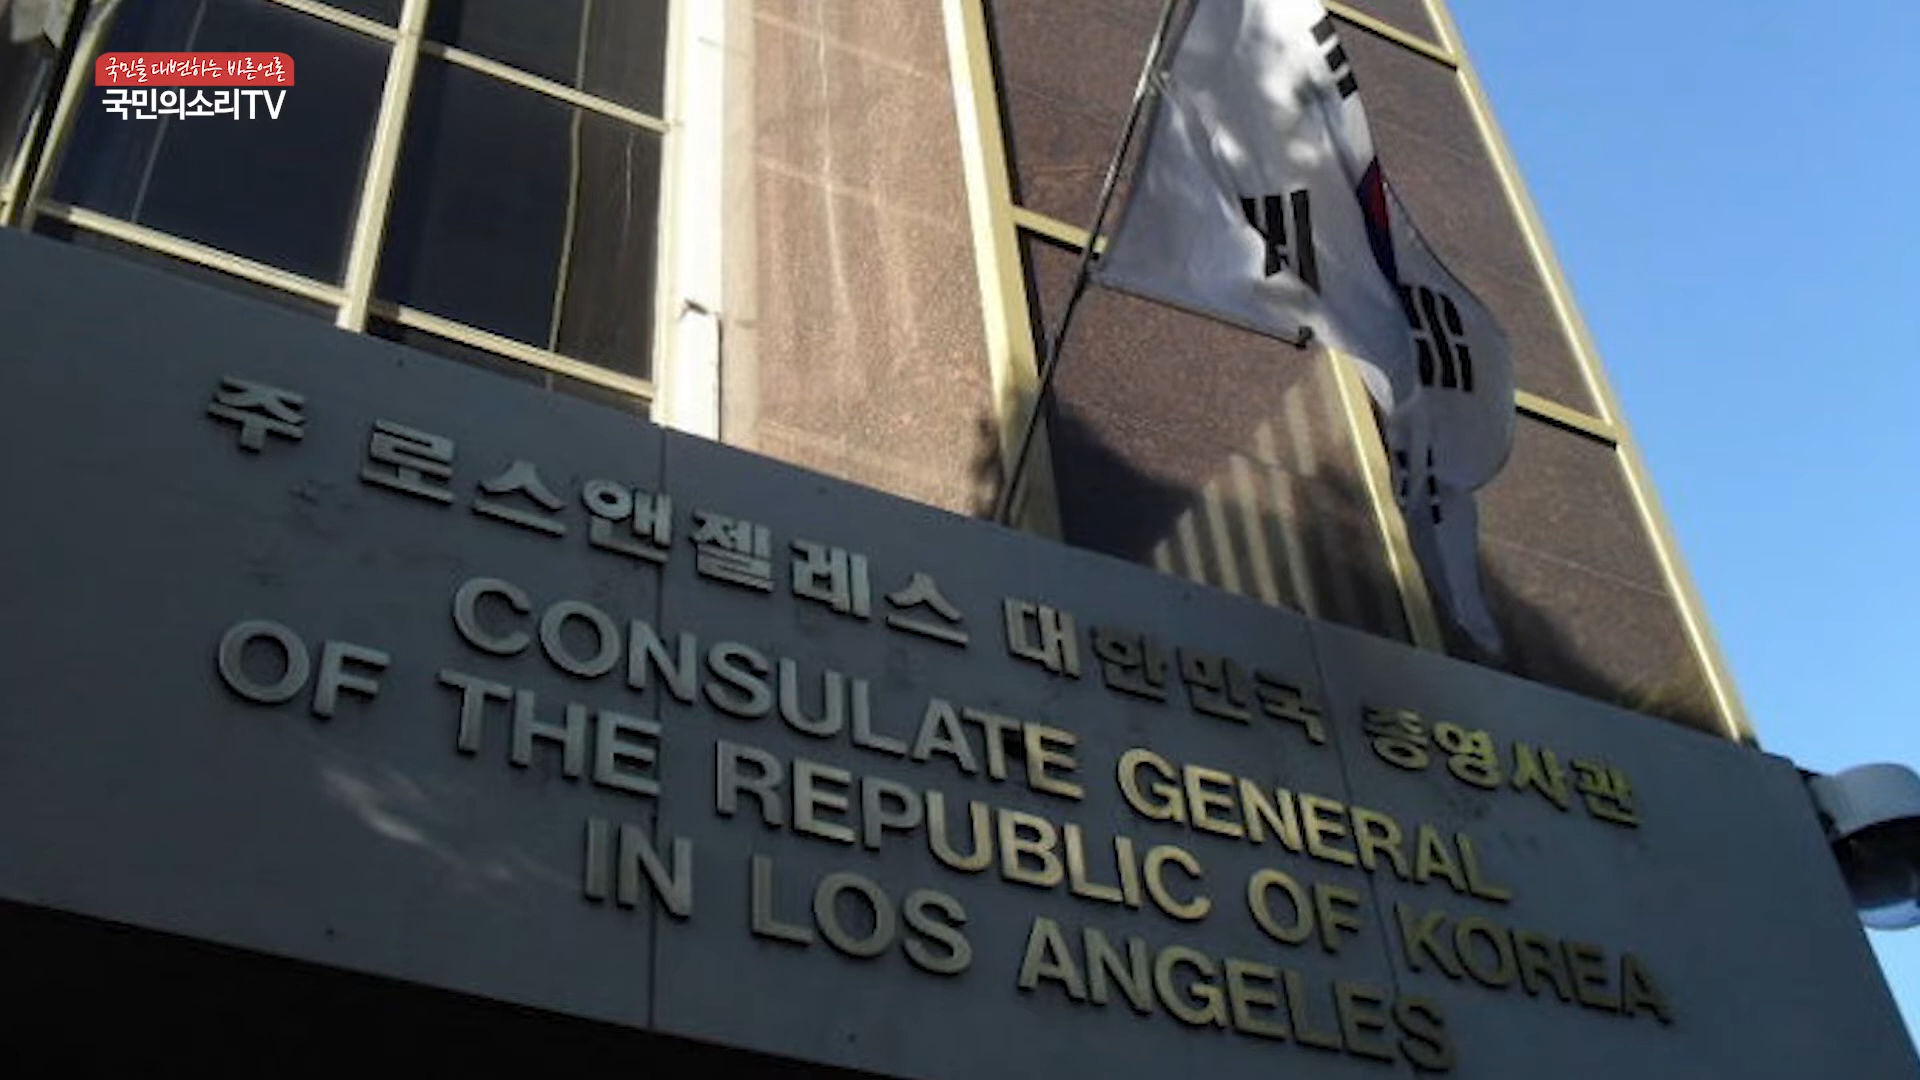 국민을 대변하는 바른언론
국민의소리TV
주 로스앤젤레스 대한민국 총영사관
CONSULATE GENERAL
OF THE REPUBLIC OF KOREA
IN LOS ANGELES